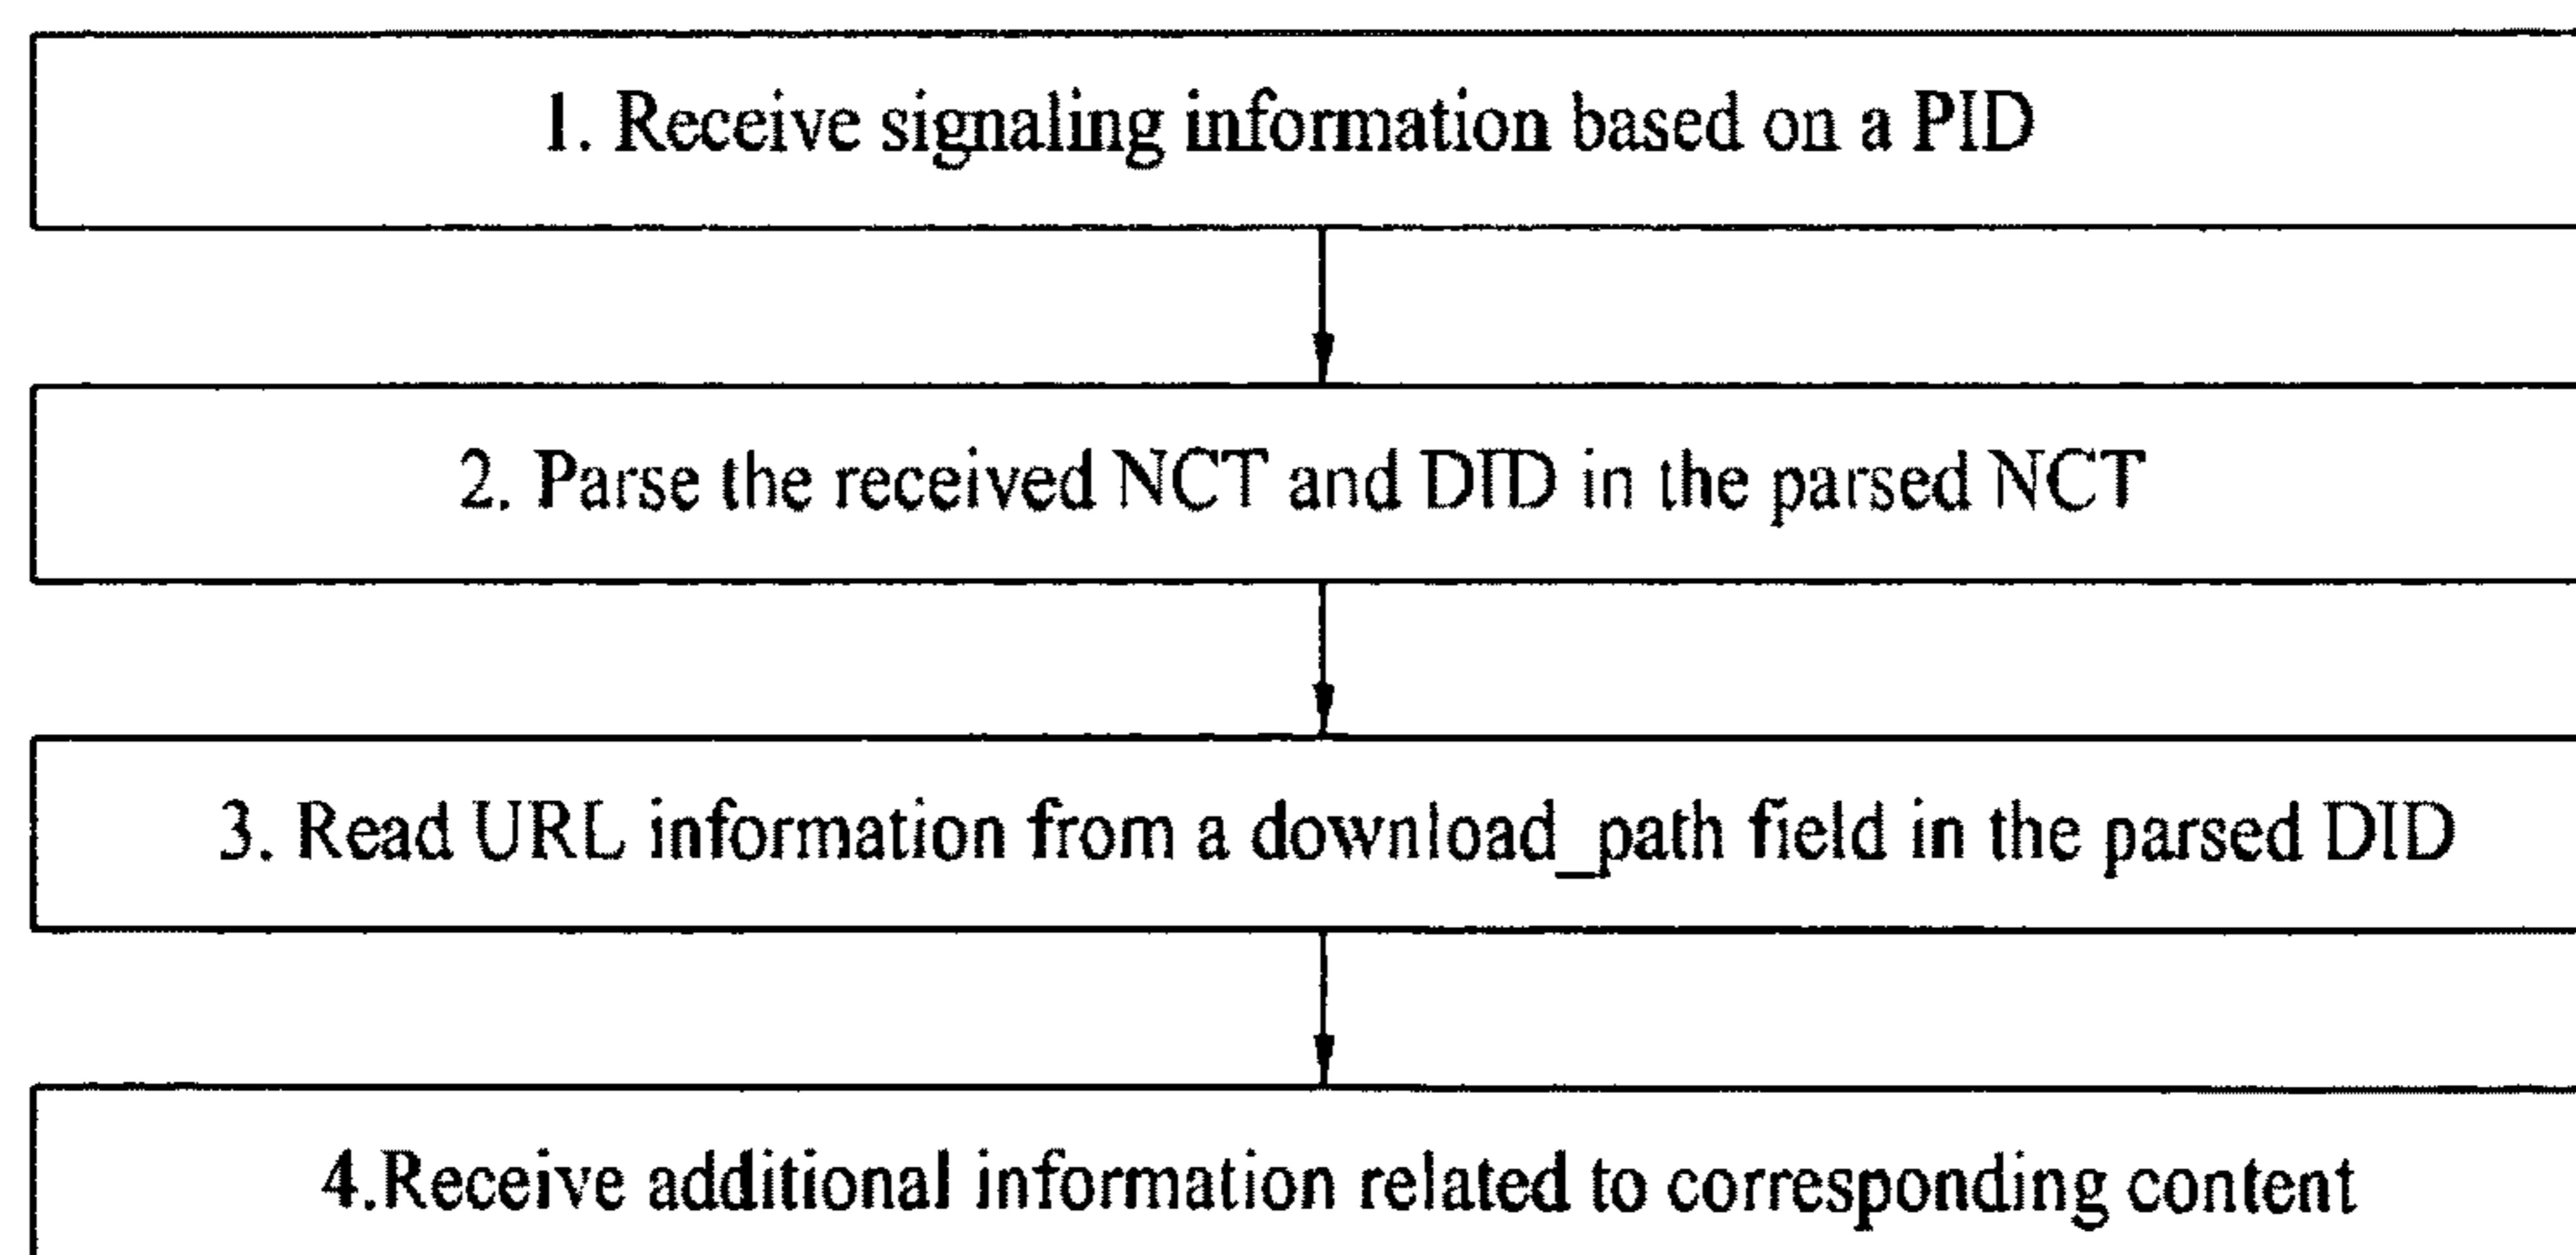 1. Receive signaling information based on a PID
2. Parse the received NCT and DID in the parsed NCT
3. Read URL information from a download_path field in the parsed DID
4.Receive additional information related to corresponding content